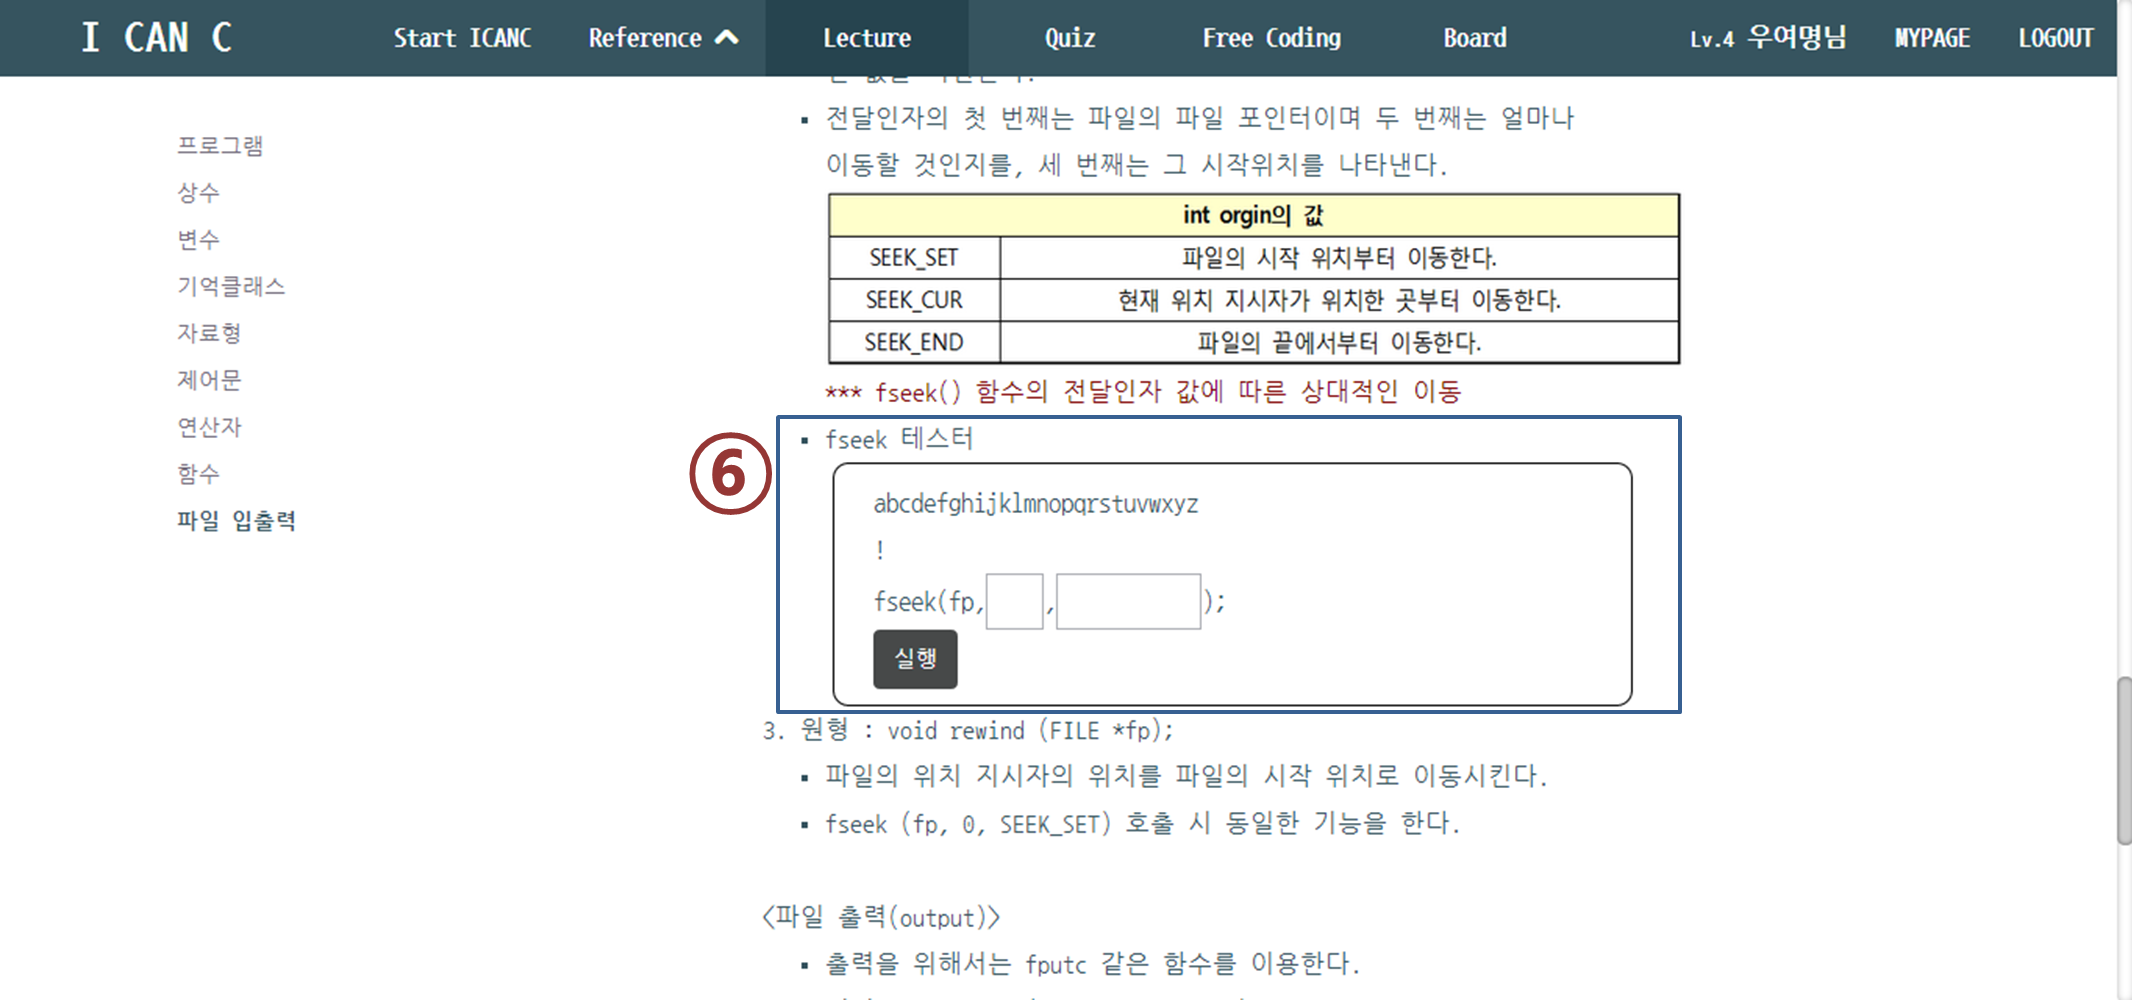 I CAN C
Start ICANC
Reference
Lecture
Quiz
Free Coding
Board
Lv.4 우여명님
MYPAGE
LOGOUT
프로그램
상수
변수
기억클래스
자료형
제어문
연산자
함수
파일 입출력
▪ 전달인자의 첫 번째는 파일의 파일 포인터이며 두 번째는 얼마나
이동할 것인지를, 세 번째는 그 시작위치를 나타낸다.
int orgin의 값
SEEK_SET 파일의 시작 위치부터 이동한다.
SEEK_CUR 현재 위치 지시자가 위치한 곳부터 이동한다.
SEEK_END 파일의 끝에서부터 이동한다.
*** fseek() 함수의 전달인자 값에 따른 상대적인 이동
⑥
▪ fseek 테스터
abcdefghijklmnopqrstuvwxyz
!
fseek(fp, , );
실행
3. 원형 : void rewind (FILE *fp);
▪ 파일의 위치 지시자의 위치를 파일의 시작 위치로 이동시킨다.
▪ fseek (fp, 0, SEEK_SET) 호출 시 동일한 기능을 한다.
<파일 출력(output)>
▪ 출력을 위해서는 fputc 같은 함수를 이용한다.